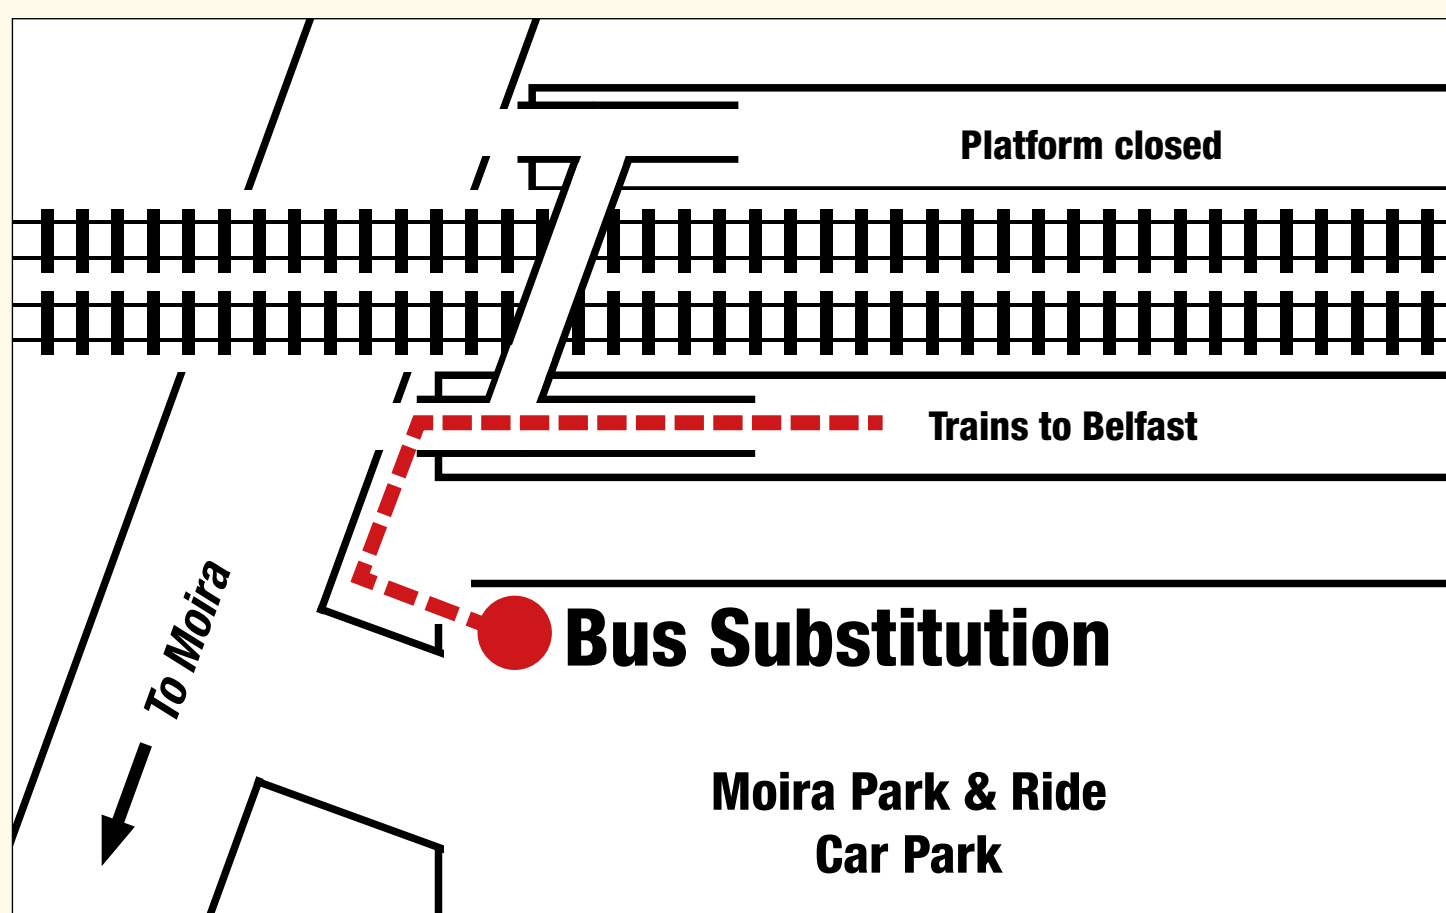 Platform closed
Trains to Belfast
To Moira
Bus Substitution
Moira Park & Ride
Car Park